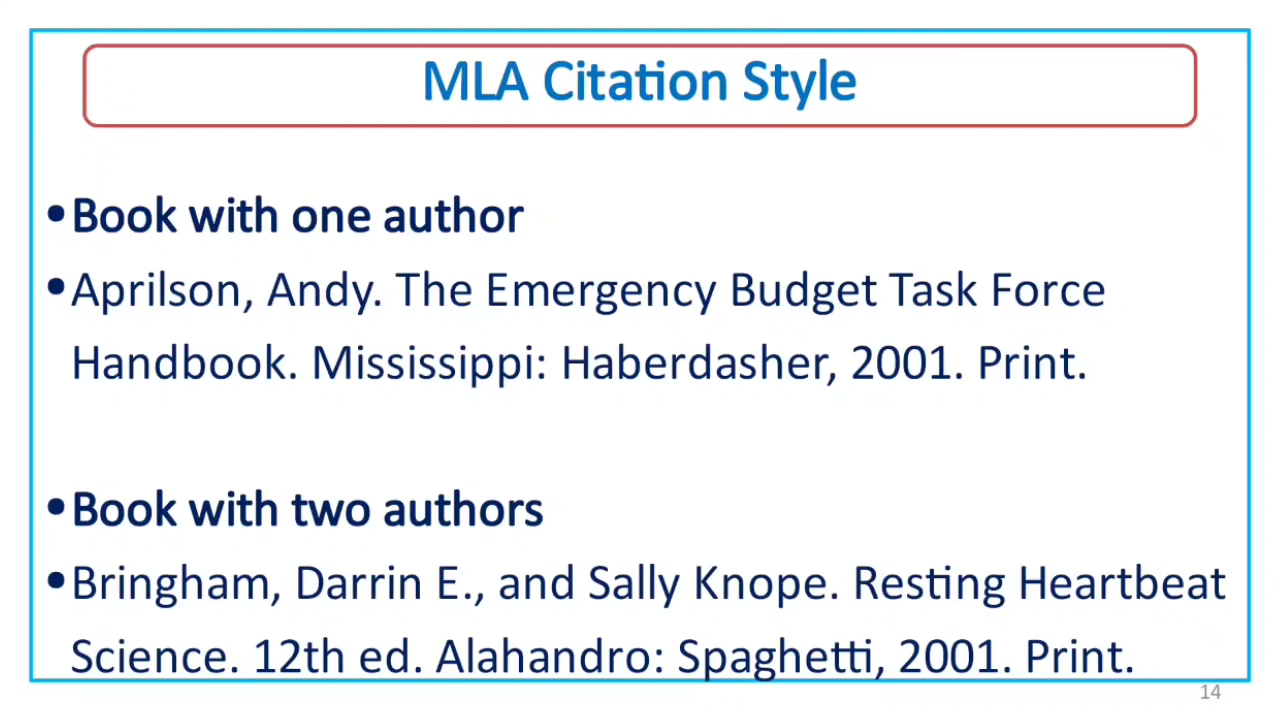 MLA Citation Style
•Book with one author
•Aprilson, Andy. The Emergency Budget Task Force
Handbook. Mississippi: Haberdasher, 2001. Print.
•Book with two authors
•Bringham, Darrin E., and Sally Knope. Resting Heartbeat
Science. 12th ed. Alahandro: Spaghetti, 2001. Print.
14